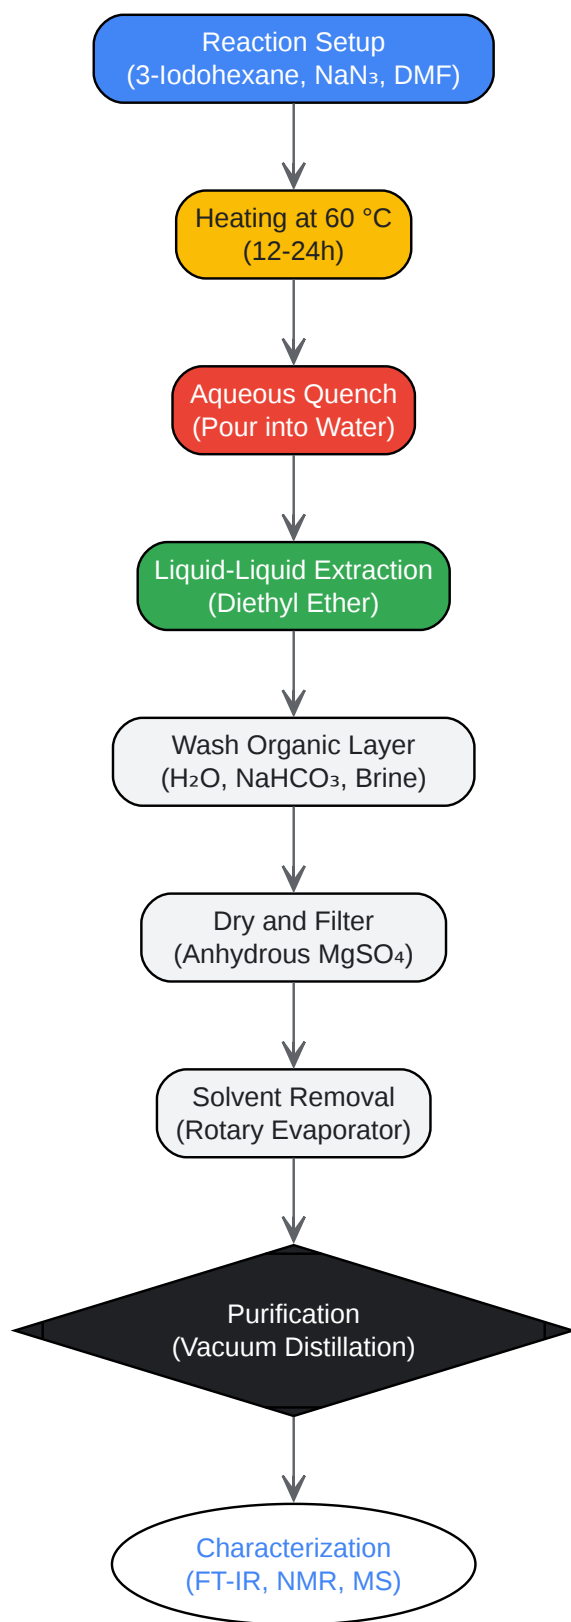 Reaction Setup
(3-Iodohexane, NaN₃, DMF)
Heating at 60 °C
(12-24h)
Aqueous Quench
(Pour into Water)
Liquid-Liquid Extraction
(Diethyl Ether)
Wash Organic Layer
(H₂O, NaHCO₃, Brine)
Dry and Filter
(Anhydrous MgSO₄)
Solvent Removal
(Rotary Evaporator)
Purification
(Vacuum Distillation)
Characterization
(FT-IR, NMR, MS)